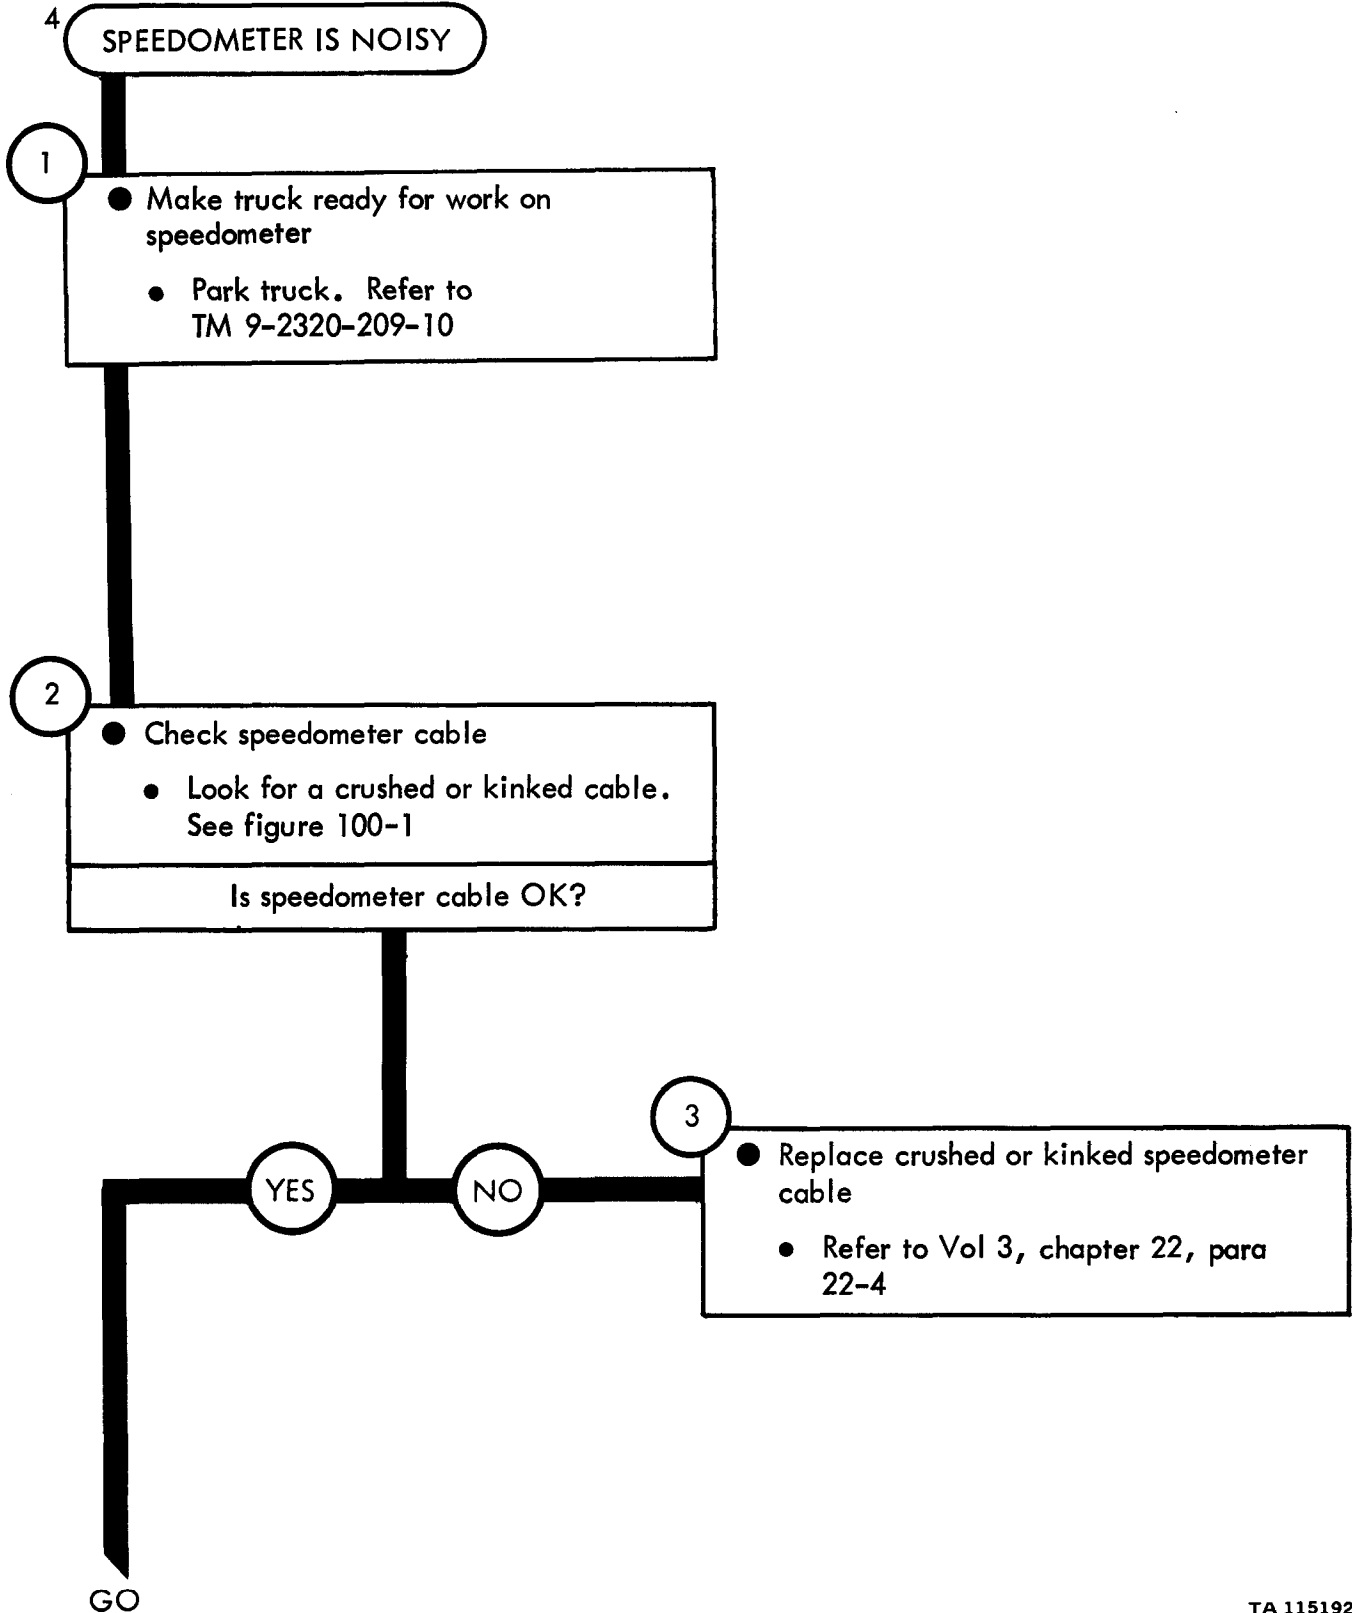 4
SPEEDOMETER IS NOISY
1
● Make truck ready for work on
speedometer
● Park truck. Refer to
TM 9-2320-209-10
2
● Check speedometer cable
● Look for a crushed or kinked cable.
See figure 100-1
Is speedometer cable OK?
YES
NO
3
● Replace crushed or kinked speedometer
cable
● Refer to Vol 3, chapter 22, para
22-4
GO
TA 115192